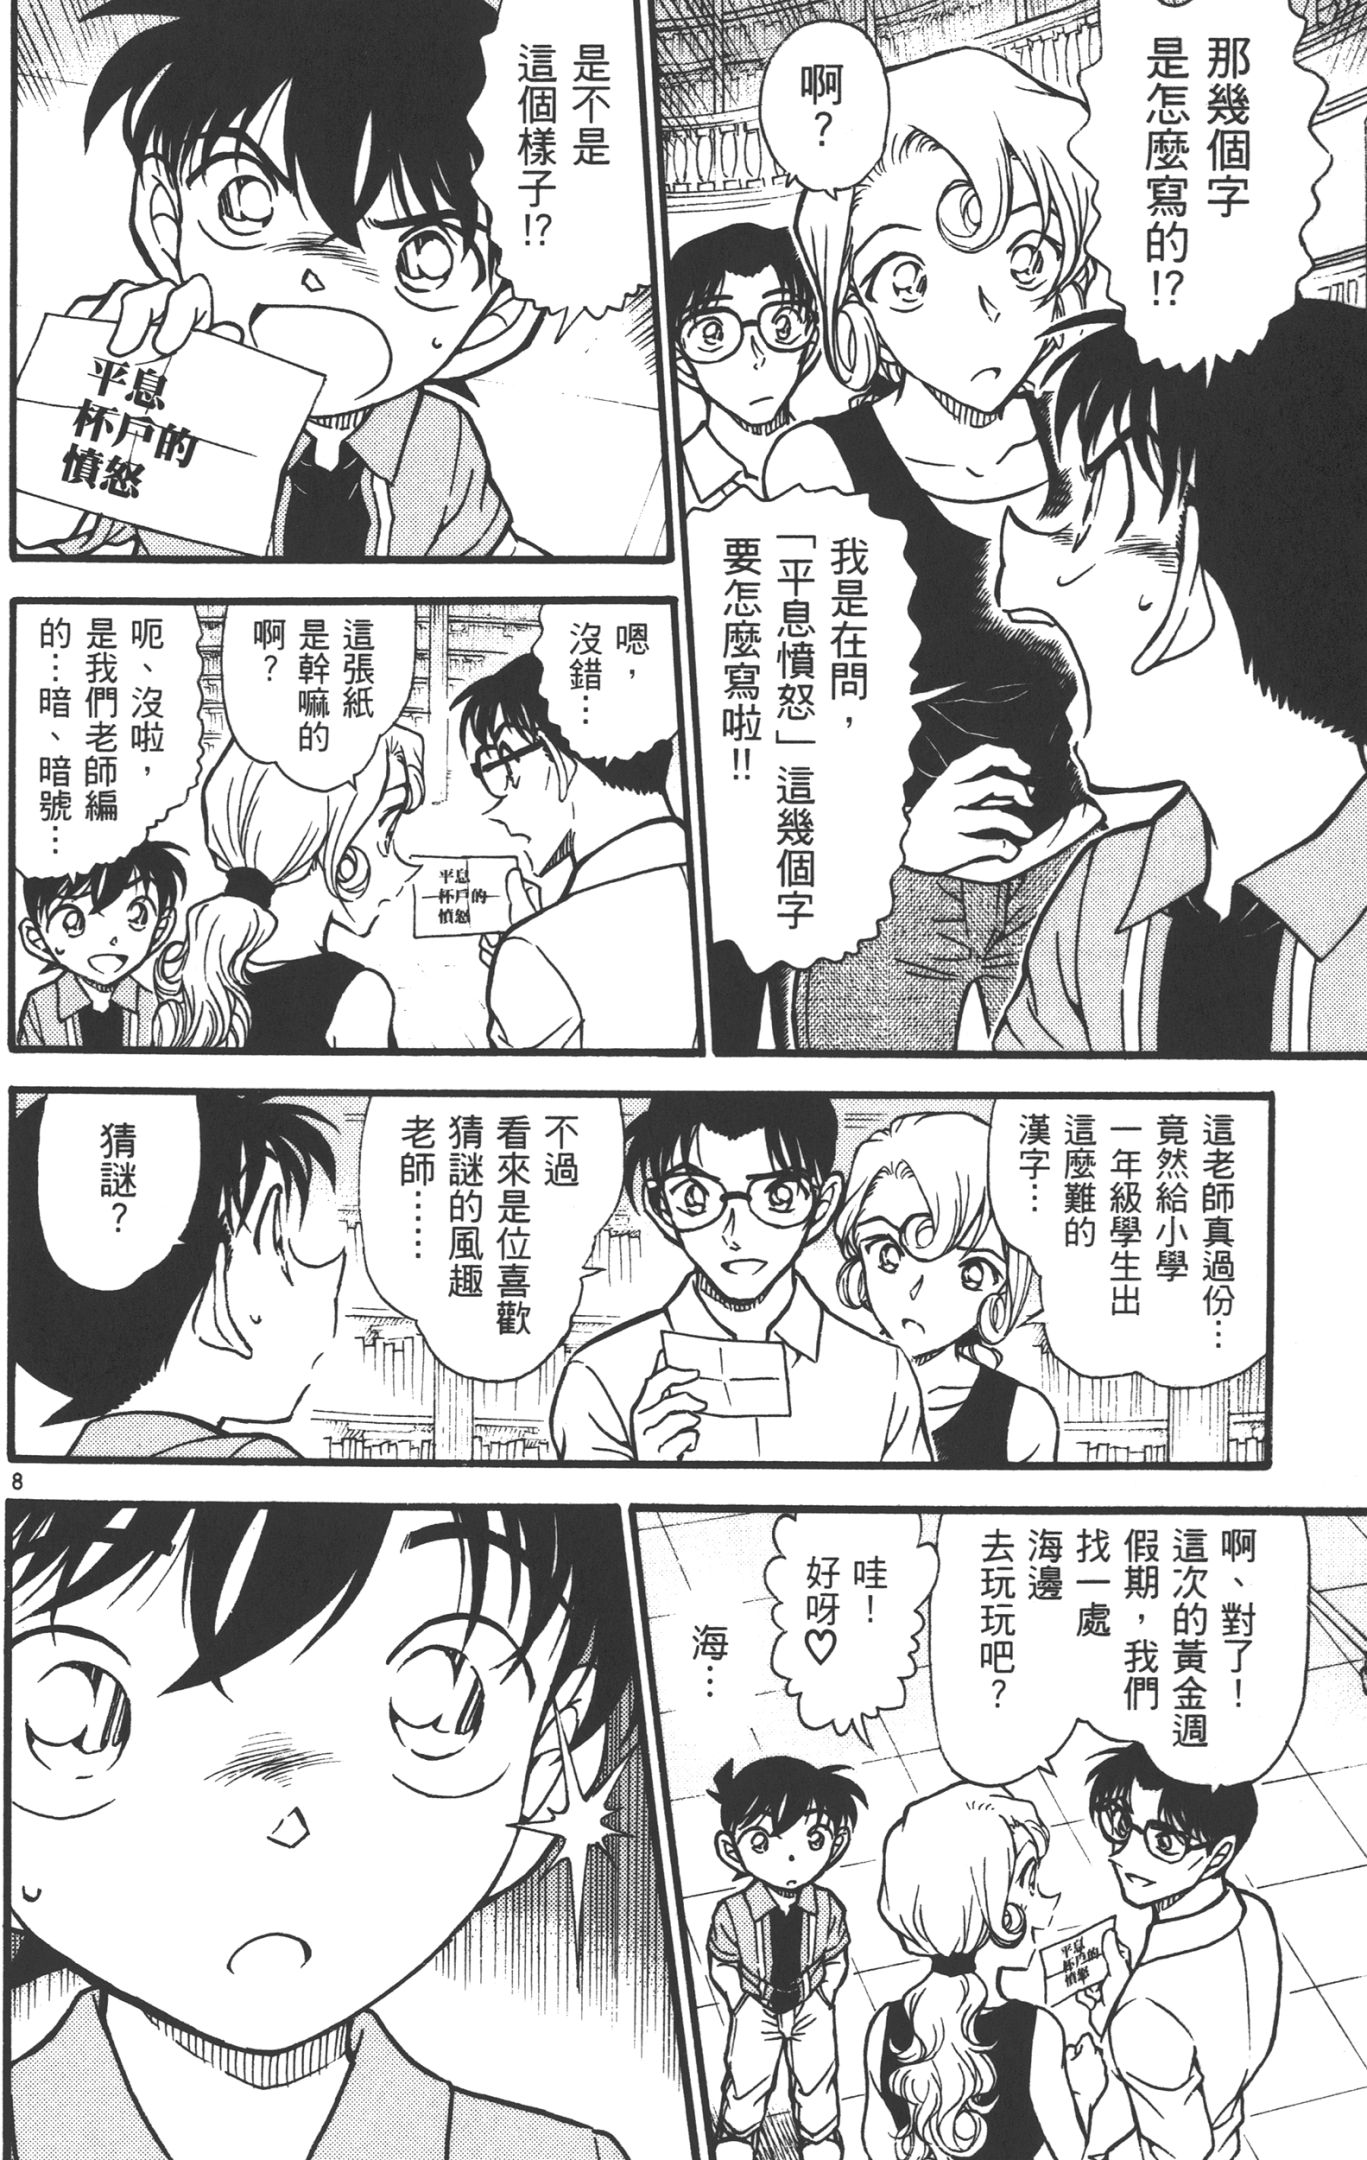 那幾個字
是怎麼寫的!?
啊?
我是在問，
「平息憤怒」這幾個字
要怎麼寫啦!!
是不是
這個樣子!?
平息
杯戶的
憤怒
嗯，
沒錯…
這張紙
是幹嘛的
啊?
平息
杯戶的
憤怒
呃、沒啦，
是我們老師編
的…暗、暗號…
這老師真過份…
竟然給小學
一年級學生出
這麼難的
漢字…
不過
看來是位喜歡
猜謎的風趣
老師……
猜謎?
8
啊、對了!
這次的黃金週
假期，我們
找一處
海邊
去玩玩吧?
哇!
好呀♡
海…
平息
杯戶的
憤怒